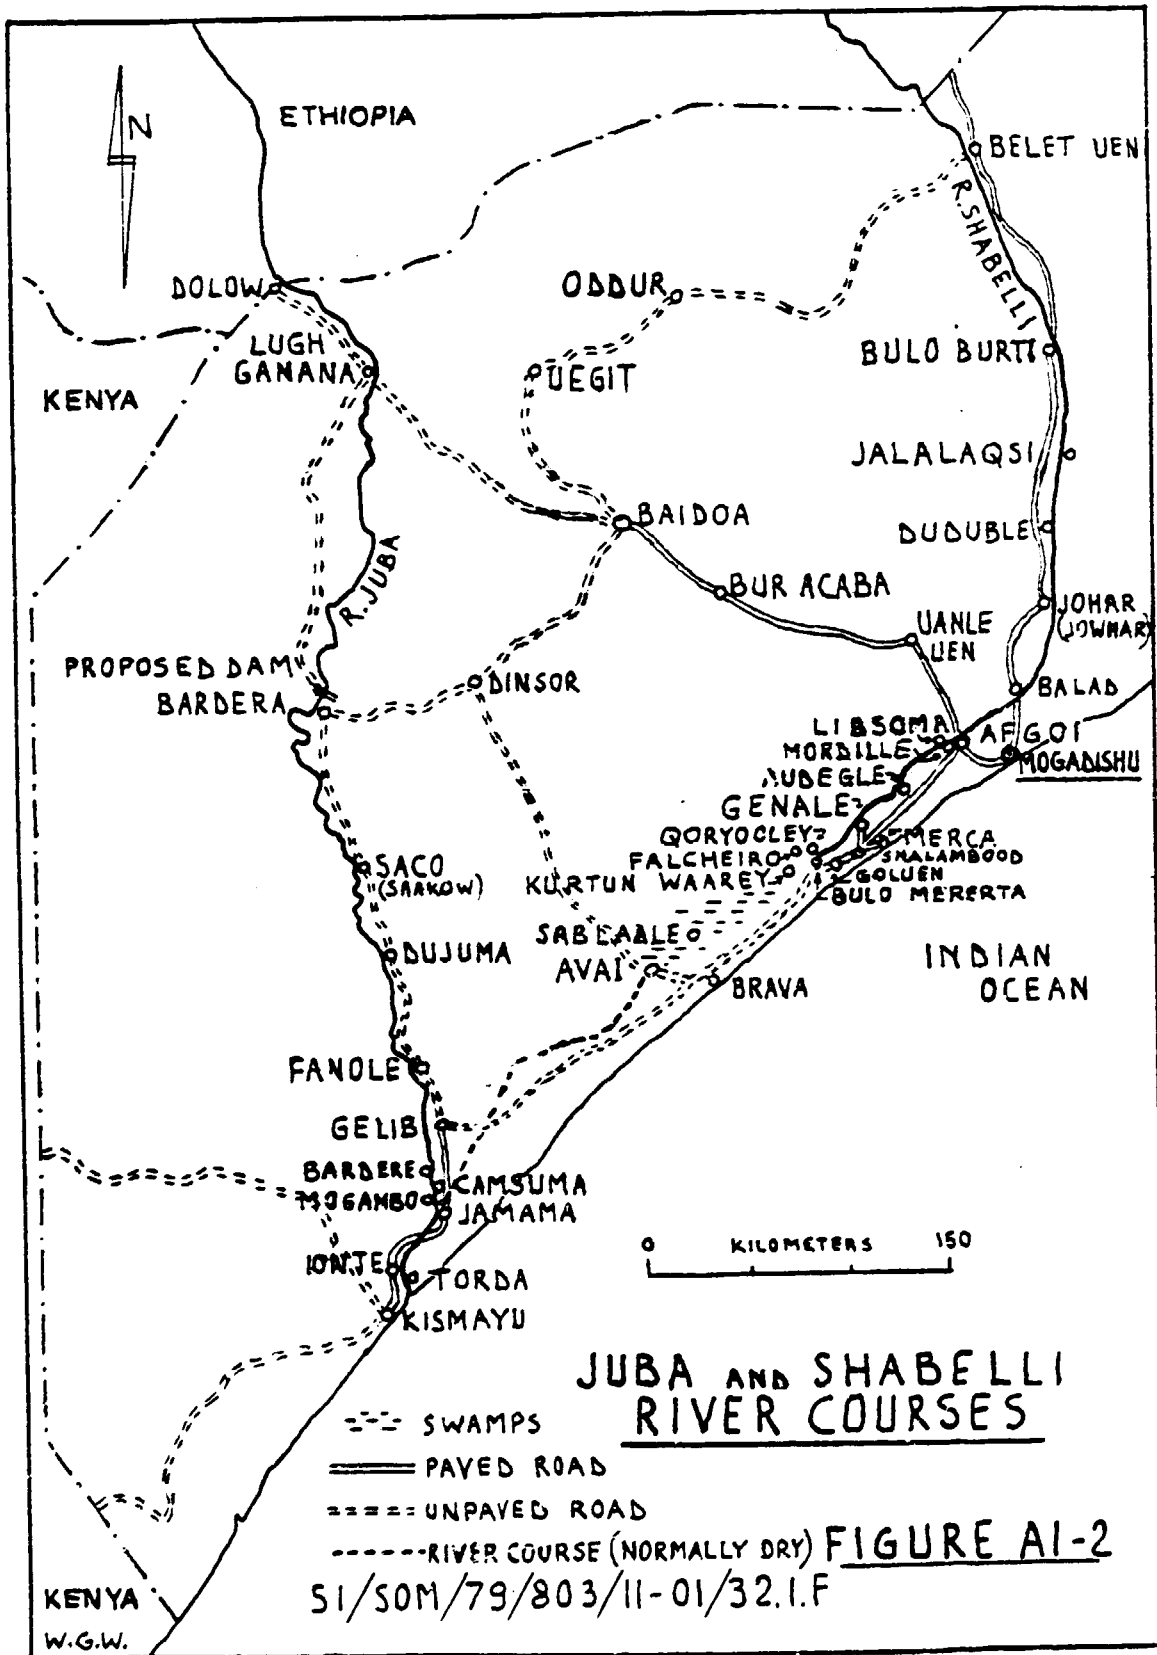 N
ETHIOPIA
BELET UEN
R. SHABELLI
DOLOW
ODDUR
LUGH
GANANA
UEGIT
BULO BURTI
KENYA
JALALAQSI
BAIDOA
DUDUBLE
R. JUBA
BUR ACABA
JOHAR
(JOWHAR)
UANLE
UEN
PROPOSED DAM
BARDERA
DINSOR
BALAD
LIBSOMA
AFGOI
MORDILLE
MOGADISHU
AUDEGLE
GENALE
QORYOCLEY
MERCA
FALCHEIRO
SHALAMBOOD
SACO
(SAAKOW)
KURTUN WAAREY
GOLUEN
BULO MERERTA
SABEABLE
DUJUMA
AVAI
BRAVA
INDIAN
OCEAN
FANOLE
GELIB
BARDERE
CAMSUMA
MOGAMBO
JAMAMA
IONTE
TORDA
KISMAYU
0 KILOMETERS 150
JUBA AND SHABELLI
RIVER COURSES
SWAMPS
PAVED ROAD
UNPAVED ROAD
RIVER COURSE (NORMALLY DRY)
FIGURE A1-2
SI/SOM/79/803/11-01/32.1.F
KENYA
W.G.W.